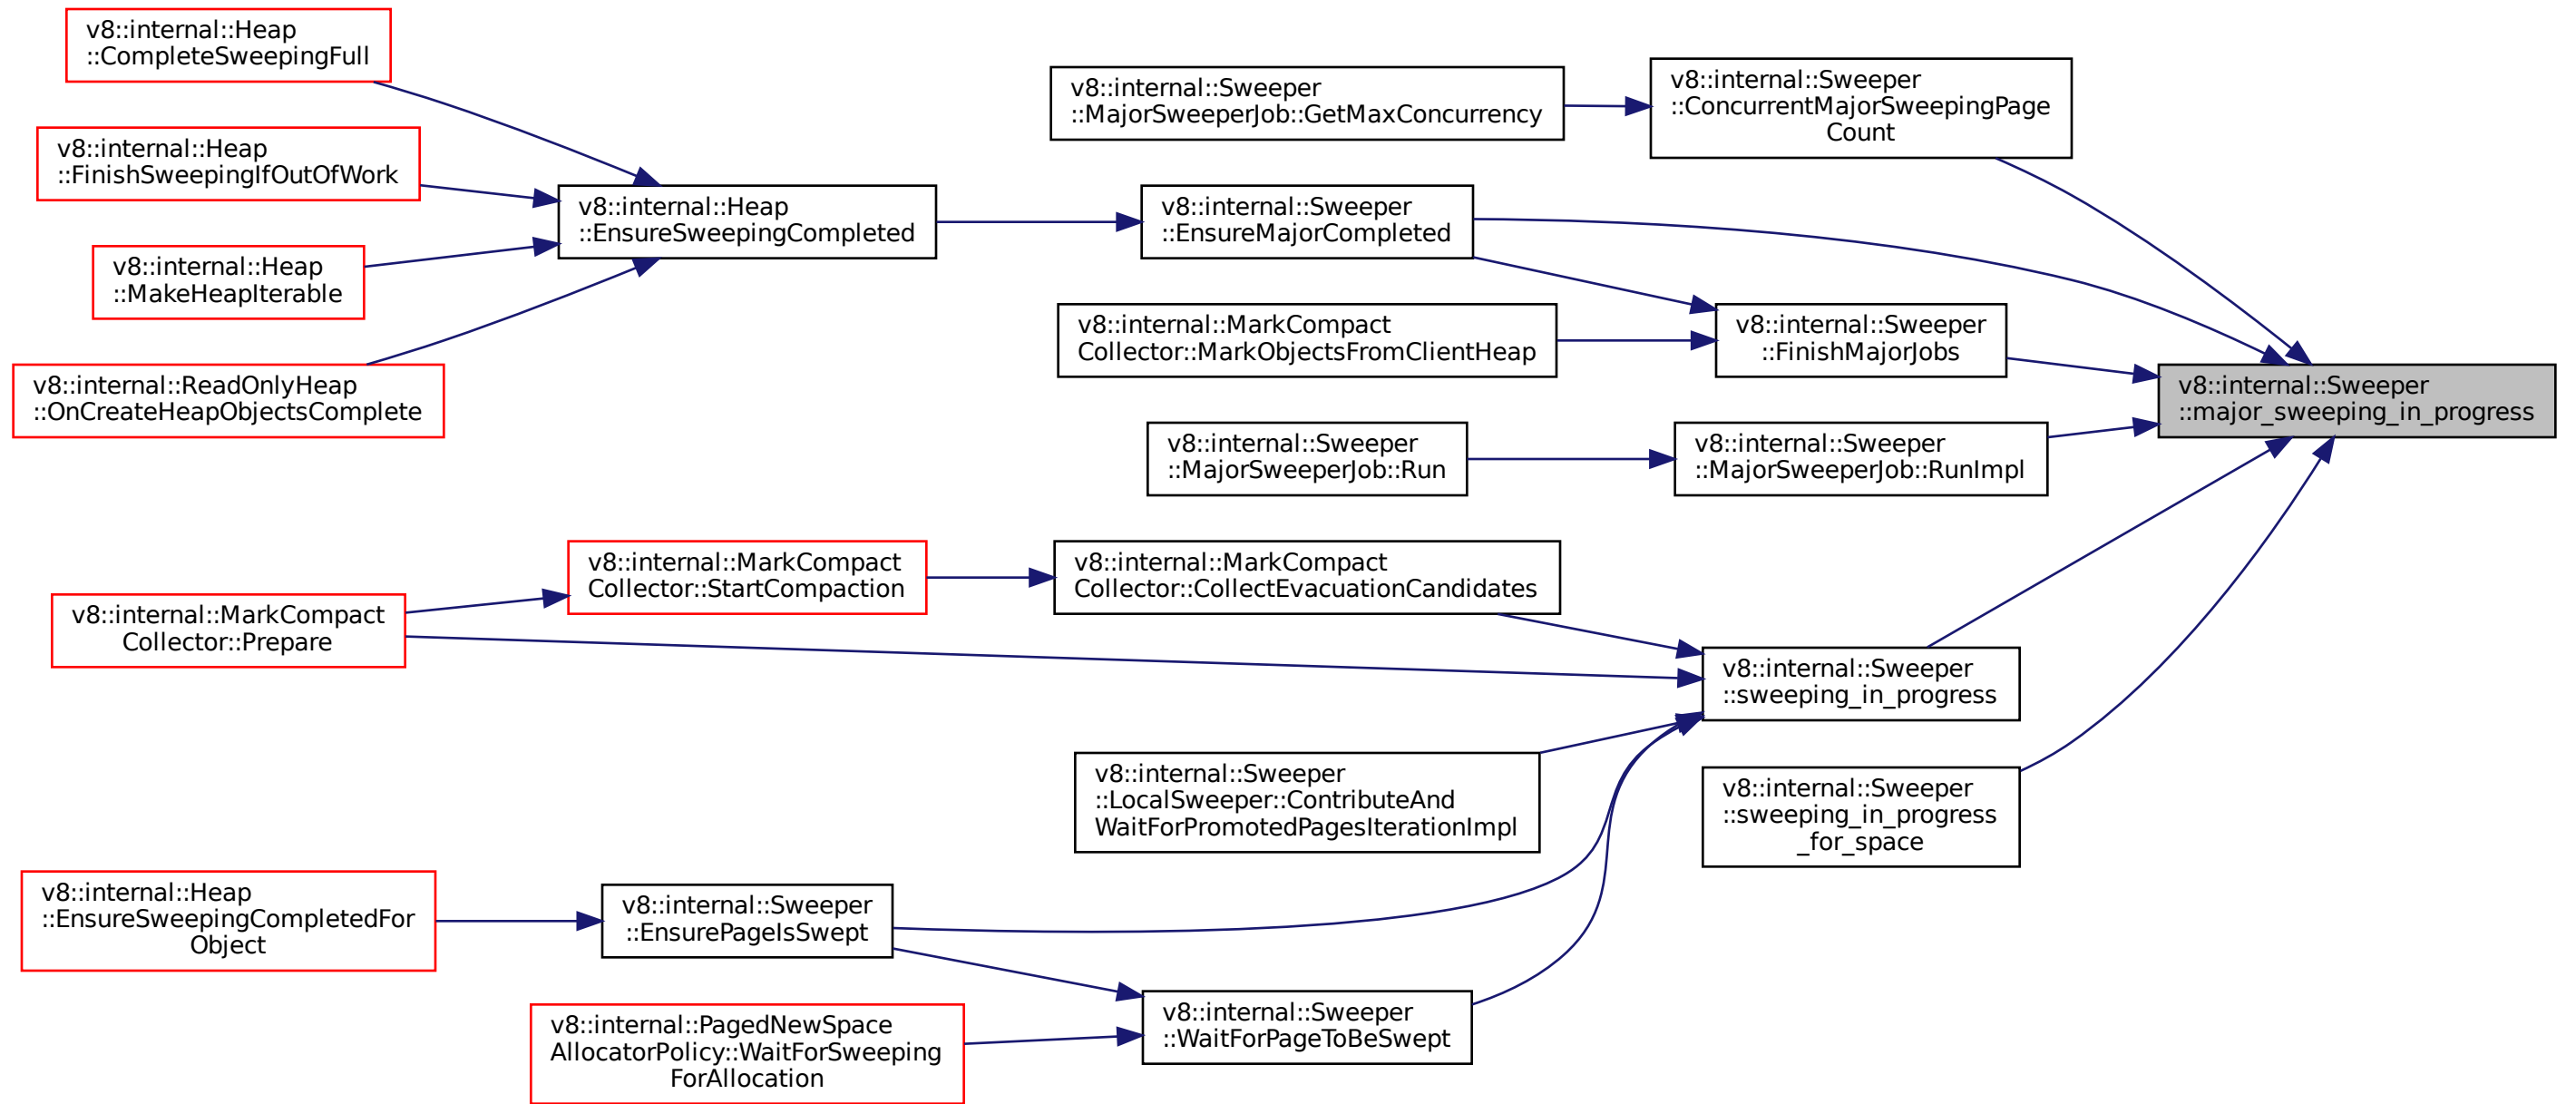 v8::internal::Heap
::CompleteSweepingFull
v8::internal::Heap
::FinishSweepingIfOutOfWork
v8::internal::Heap
::MakeHeapIterable
v8::internal::ReadOnlyHeap
::OnCreateHeapObjectsComplete
v8::internal::Heap
::EnsureSweepingCompleted
v8::internal::Sweeper
::MajorSweeperJob::GetMaxConcurrency
v8::internal::Sweeper
::ConcurrentMajorSweepingPage
Count
v8::internal::Sweeper
::EnsureMajorCompleted
v8::internal::MarkCompact
Collector::MarkObjectsFromClientHeap
v8::internal::Sweeper
::FinishMajorJobs
v8::internal::Sweeper
::major_sweeping_in_progress
v8::internal::Sweeper
::MajorSweeperJob::Run
v8::internal::Sweeper
::MajorSweeperJob::RunImpl
v8::internal::MarkCompact
Collector::Prepare
v8::internal::MarkCompact
Collector::StartCompaction
v8::internal::MarkCompact
Collector::CollectEvacuationCandidates
v8::internal::Sweeper
::sweeping_in_progress
v8::internal::Sweeper
::LocalSweeper::ContributeAnd
WaitForPromotedPagesIterationImpl
v8::internal::Sweeper
::sweeping_in_progress
_for_space
v8::internal::Heap
::EnsureSweepingCompletedFor
Object
v8::internal::Sweeper
::EnsurePageIsSwept
v8::internal::PagedNewSpace
AllocatorPolicy::WaitForSweeping
ForAllocation
v8::internal::Sweeper
::WaitForPageToBeSwept